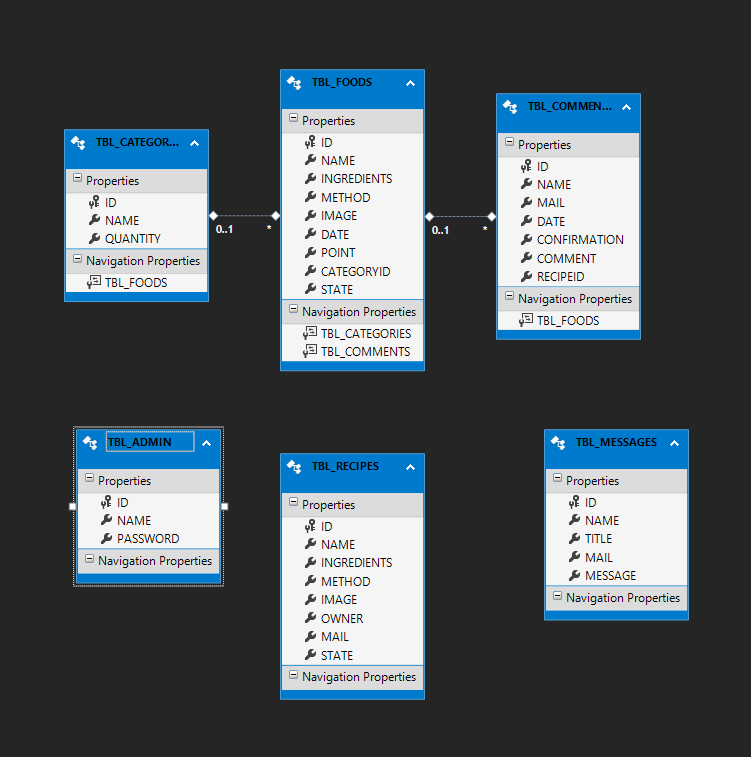 TBL_CATEGOR...
Properties
ID
NAME
QUANTITY
Navigation Properties
TBL_FOODS
0..1
*
TBL_FOODS
Properties
ID
NAME
INGREDIENTS
METHOD
IMAGE
DATE
POINT
CATEGORYID
STATE
Navigation Properties
TBL_CATEGORIES
TBL_COMMENTS
0..1
*
TBL_COMMEN...
Properties
ID
NAME
MAIL
DATE
CONFIRMATION
COMMENT
RECIPEID
Navigation Properties
TBL_FOODS
TBL_ADMIN
Properties
ID
NAME
PASSWORD
Navigation Properties
TBL_RECIPES
Properties
ID
NAME
INGREDIENTS
METHOD
IMAGE
OWNER
MAIL
STATE
Navigation Properties
TBL_MESSAGES
Properties
ID
NAME
TITLE
MAIL
MESSAGE
Navigation Properties